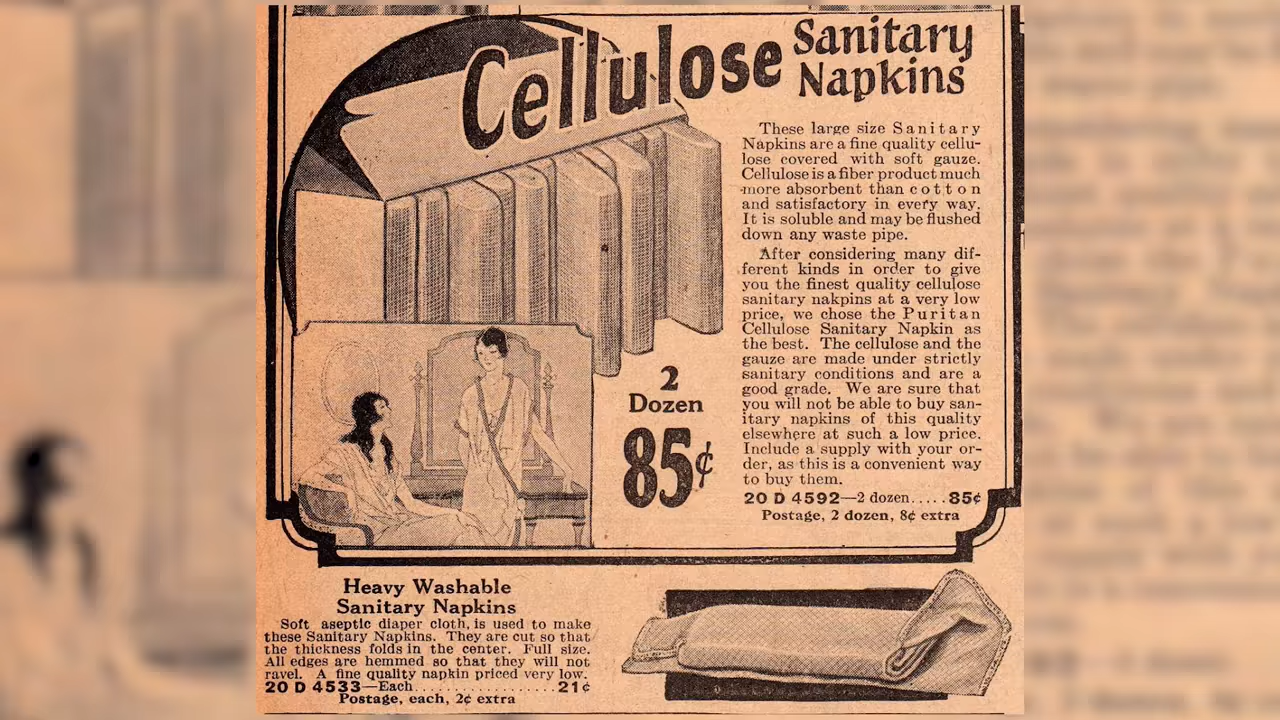 Cellulose Sanitary
Napkins
These large size Sanitary
Napkins are a fine quality cellu-
lose covered with soft gauze.
Cellulose is a fiber product much
more absorbent than cotton
and satisfactory in every way.
It is soluble and may be flushed
down any waste pipe.
After considering many dif-
ferent kinds in order to give
you the finest quality cellulose
sanitary nakpins at a very low
price, we chose the Puritan
Cellulose Sanitary Napkin as
the best. The cellulose and the
gauze are made under strictly
sanitary conditions and are a
good grade. We are sure that
you will not be able to buy san-
itary napkins of this quality
elsewhere at such a low price.
Include a supply with your or-
der, as this is a convenient way
to buy them.
20 D 4592—2 dozen.....85¢
Postage, 2 dozen, 8¢ extra
2
Dozen
85¢
Heavy Washable
Sanitary Napkins
Soft aseptic diaper cloth, is used to make
these Sanitary Napkins. They are cut so that
the thickness folds in the center. Full size.
All edges are hemmed so that they will not
ravel. A fine quality napkin priced very low.
20 D 4533—Each..................21¢
Postage, each, 2¢ extra